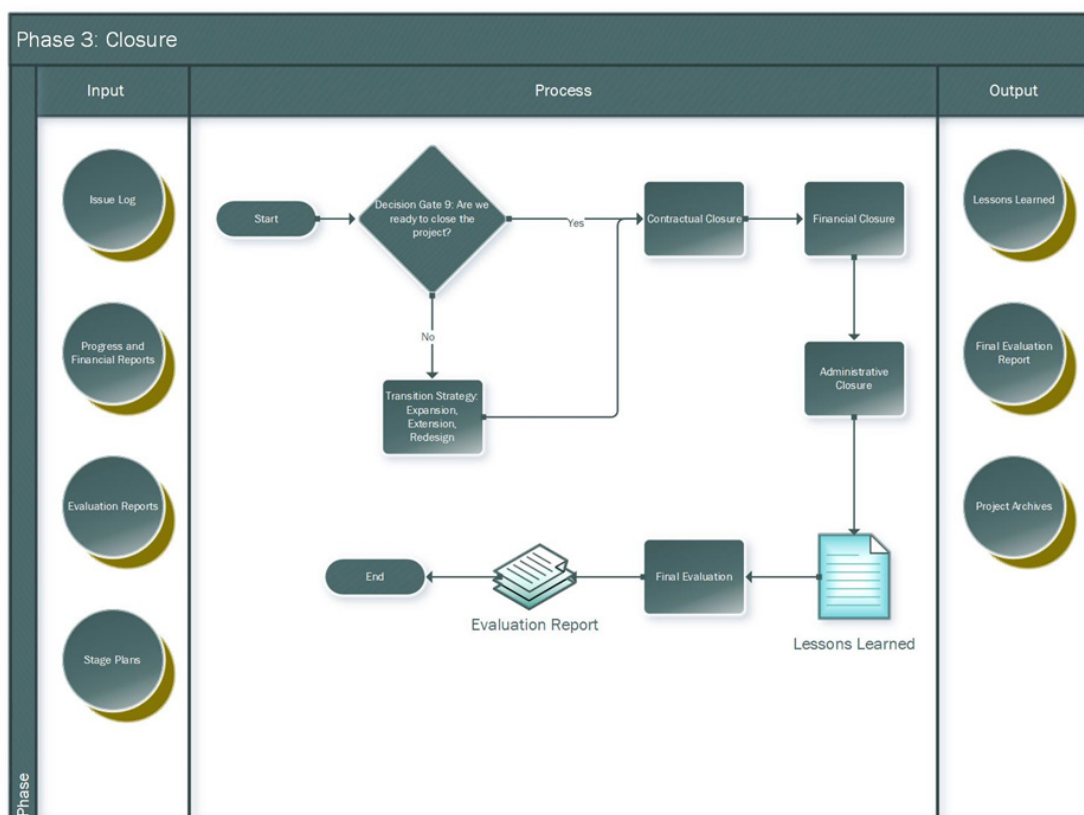 Phase 3: Closure
Input
Process
Output
Issue Log
Progress and
Financial Reports
Evaluation Reports
Stage Plans
Start
Decision Gate 9: Are we
ready to close the
project?
Yes
No
Transition Strategy:
Expansion,
Extension,
Redesign
Contractual Closure
Financial Closure
Administrative
Closure
Lessons Learned
Final Evaluation
Evaluation Report
End
Lessons Learned
Final Evaluation
Report
Project Archives
Phase